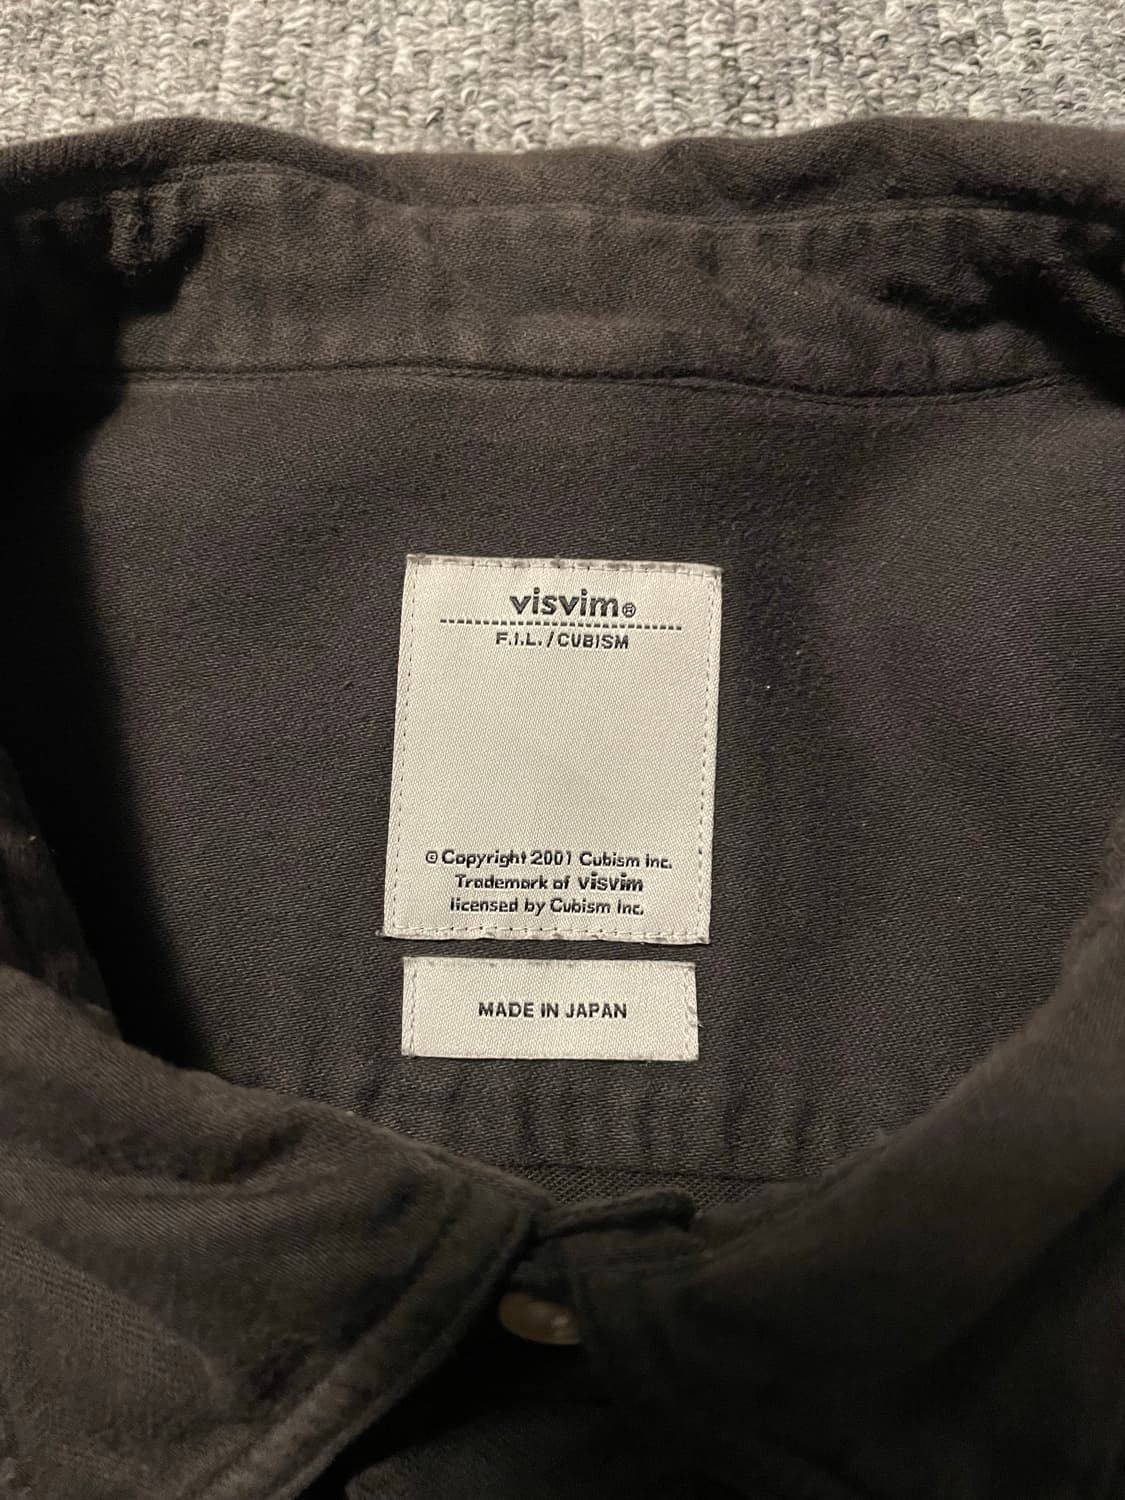 visvim®
F.I.L./CUBISM
© Copyright 2001 Cubism Inc.
Trademark of visvim
licensed by Cubism Inc.
MADE IN JAPAN